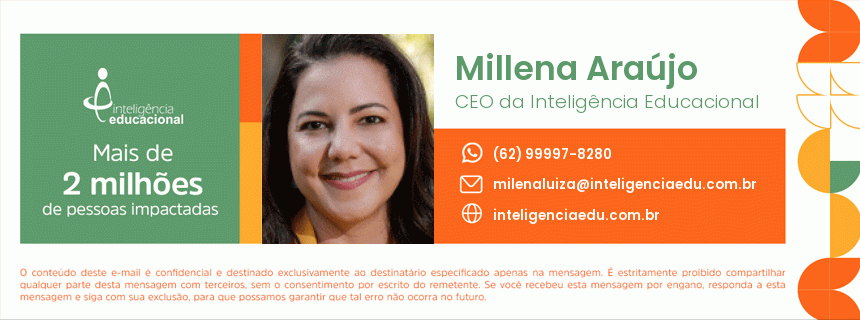 inteligência
educacional
Mais de
2 milhões
de pessoas impactadas
Millena Araújo
CEO da Inteligência Educacional
(62) 99997-8280
milenaluiza@inteligenciaedu.com.br
inteligenciaedu.com.br
O conteúdo deste e-mail é confidencial e destinado exclusivamente ao destinatário especificado apenas na mensagem. É estritamente proibido compartilhar
qualquer parte desta mensagem com terceiros, sem o consentimento por escrito do remetente. Se você recebeu esta mensagem por engano, responda a esta
mensagem e siga com sua exclusão, para que possamos garantir que tal erro não ocorra no futuro.